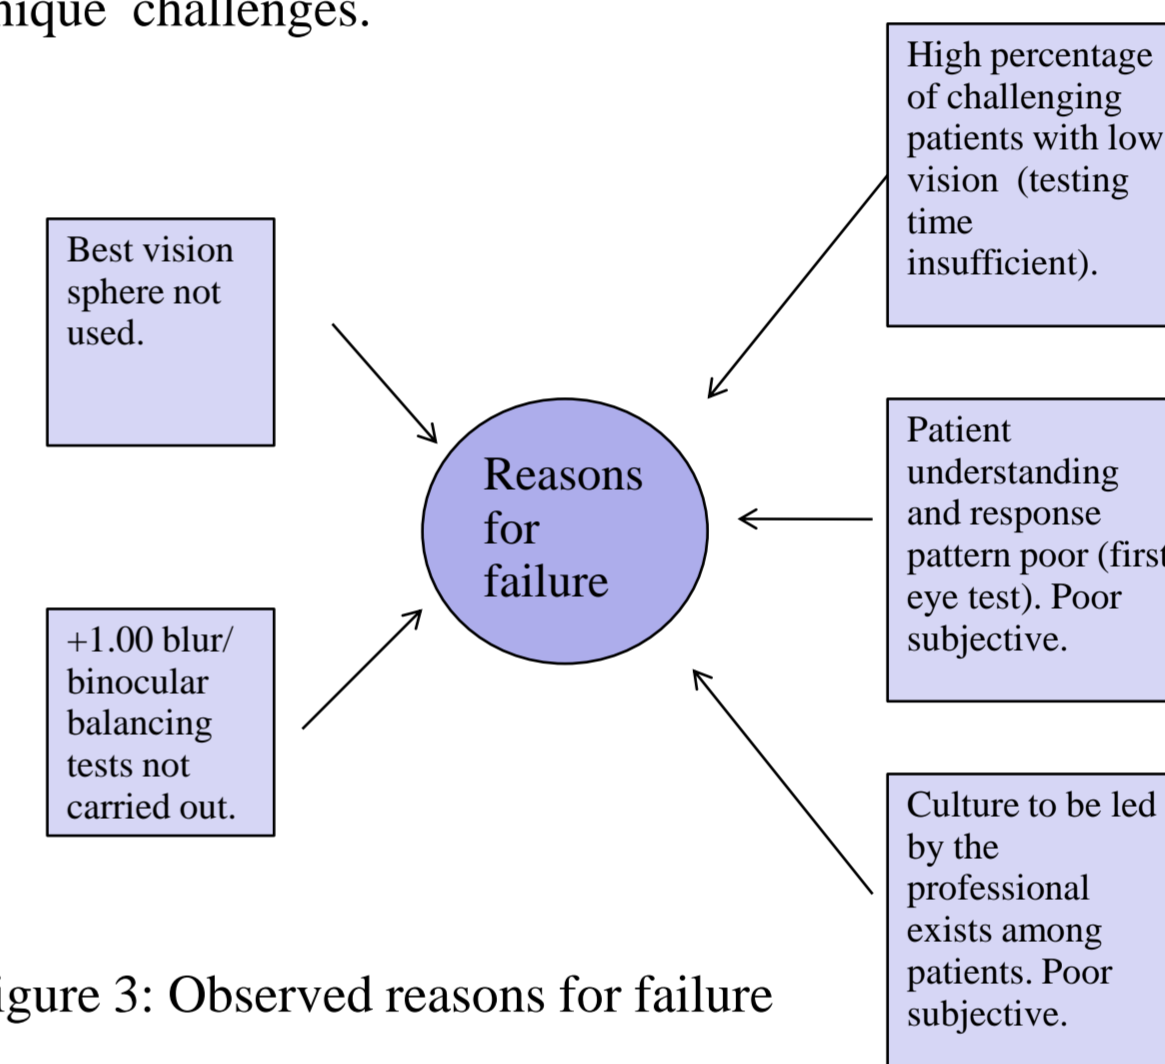 nique challenges.
High percentage
of challenging
patients with low
vision (testing
time
insufficient).
Best vision
sphere not
used.
Patient
understanding
and response
pattern poor (first
eye test). Poor
subjective.
Reasons
for
failure
+1.00 blur/
binocular
balancing
tests not
carried out.
Culture to be led
by the
professional
exists among
patients. Poor
subjective.
igure 3: Observed reasons for failure